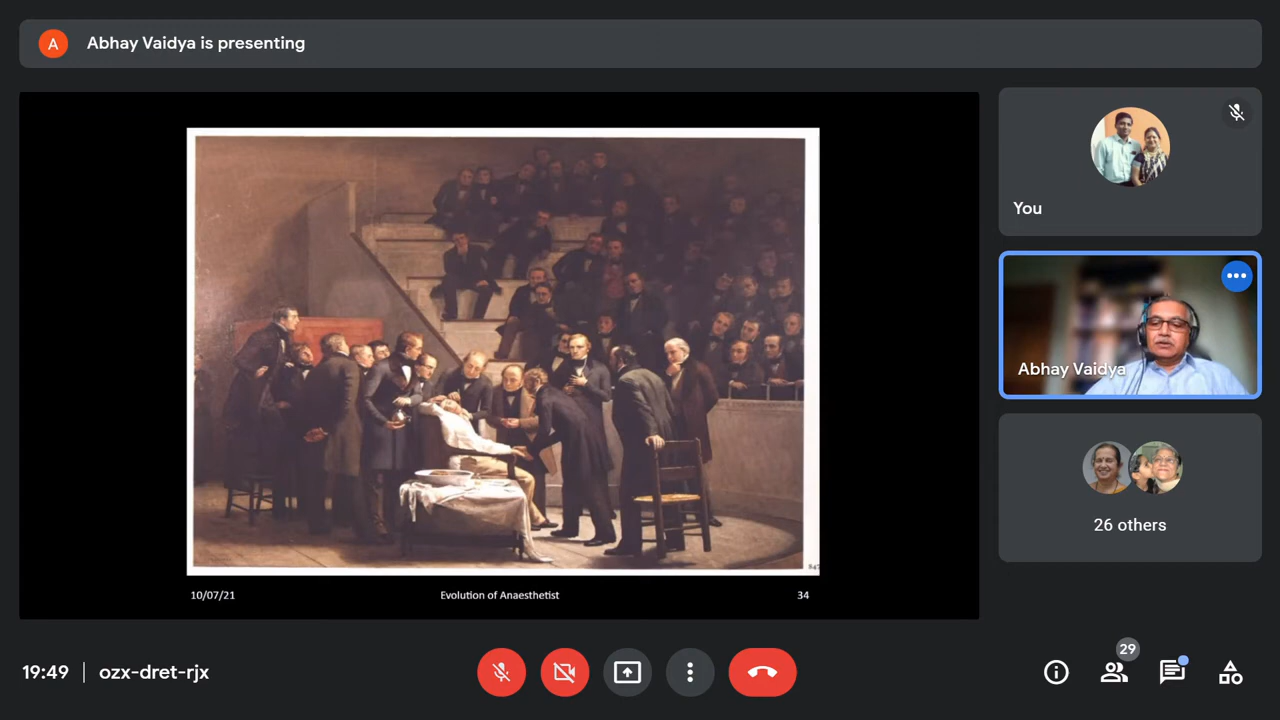 A
Abhay Vaidya is presenting
You
Abhay Vaidya
26 others
10/07/21
Evolution of Anaesthetist
34
19:49
ozx-dret-rjx
29